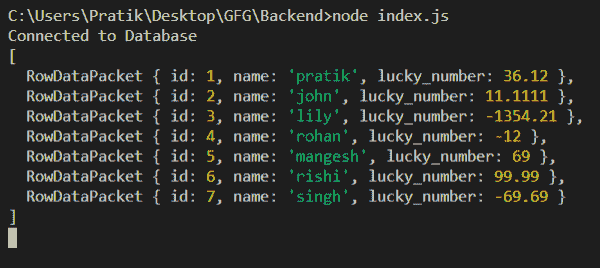 C:\Users\Pratik\Desktop\GFG\Backend>node index.js
Connected to Database
[
  RowDataPacket { id: 1, name: 'pratik', lucky_number: 36.12 },
  RowDataPacket { id: 2, name: 'john', lucky_number: 11.1111 },
  RowDataPacket { id: 3, name: 'lily', lucky_number: -1354.21 },
  RowDataPacket { id: 4, name: 'rohan', lucky_number: -12 },
  RowDataPacket { id: 5, name: 'mangesh', lucky_number: 69 },
  RowDataPacket { id: 6, name: 'rishi', lucky_number: 99.99 },
  RowDataPacket { id: 7, name: 'singh', lucky_number: -69.69 }
]